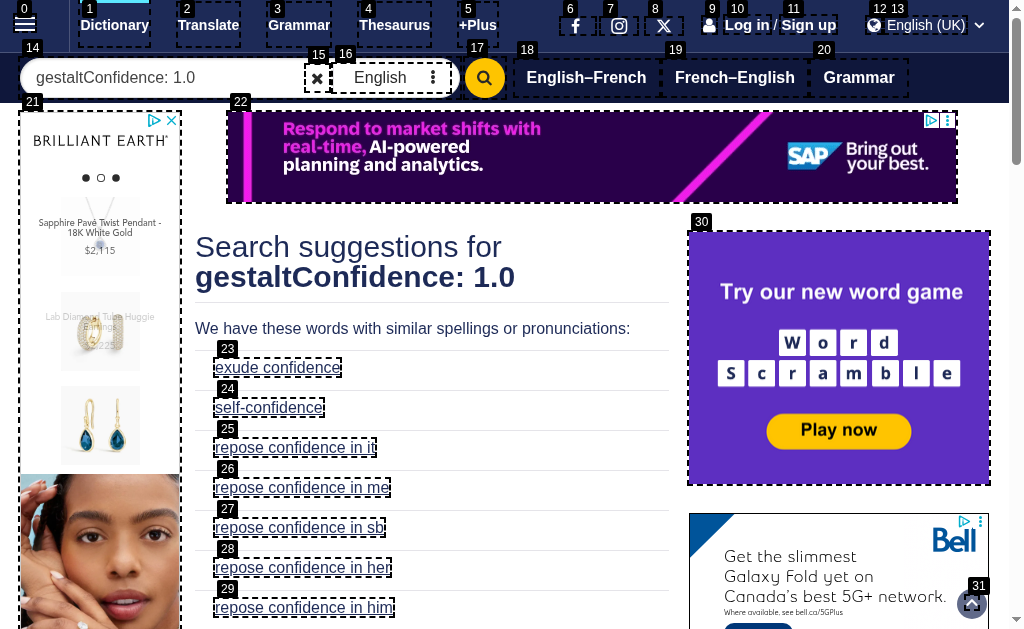 0
1
2
3
4
5
6
7
8
9
10
11
12
13
Dictionary
Translate
Grammar
Thesaurus
+Plus
Log in / Sign up
English (UK)
14
15
16
17
18
19
20
gestaltConfidence: 1.0
English
English–French
French–English
Grammar
21
22
BRILLIANT EARTH
Sapphire Pavé Twist Pendant -
18K White Gold
$2,115
Lab Diamond Tube Huggie
Earrings
Respond to market shifts with
real-time, AI-powered
planning and analytics.
SAP
Bring out
your best.
Search suggestions for
gestaltConfidence: 1.0
We have these words with similar spellings or pronunciations:
23
exude confidence
24
self-confidence
25
repose confidence in it
26
repose confidence in me
27
repose confidence in sb
28
repose confidence in her
29
repose confidence in him
30
Try our new word game
Word
Scramble
Play now
Bell
Get the slimmest
Galaxy Fold yet on
Canada's best 5G+ network.
Where available, see bell.ca/5GPlus
31